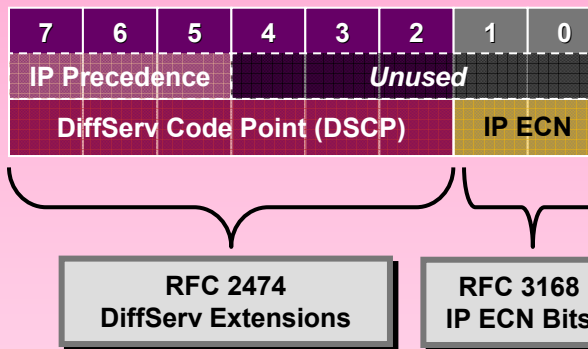 7 6 5 4 3 2 1 0
IP Precedence Unused
DiffServ Code Point (DSCP) IP ECN
RFC 2474 
DiffServ Extensions
RFC 3168
IP ECN Bits